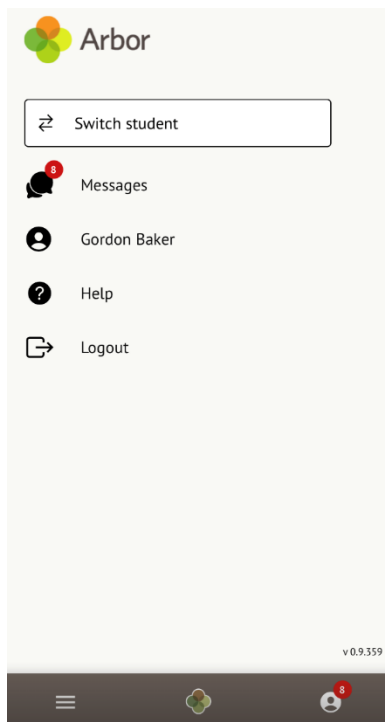 Arbor
Switch student
8
Messages
Gordon Baker
?
Help
Logout
v 0.9.359
8